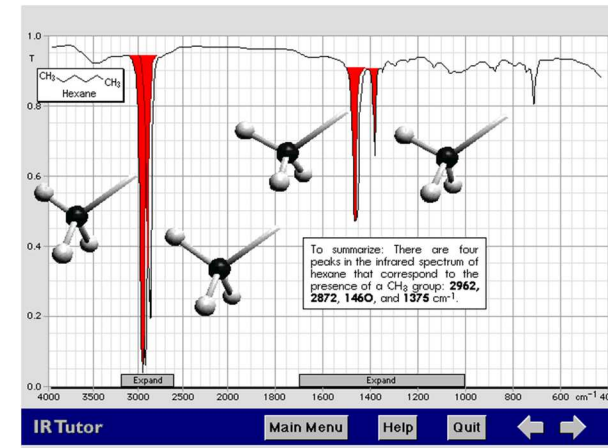 1.0
T
CH₃ CH₃
Hexane
0.8
0.6
0.4
0.2
0.0
To summarize: There are four
peaks in the infrared spectrum of
hexane that correspond to the
presence of a CH₃ group: 2962,
2872, 1460, and 1375 cm⁻¹.
Expand Expand
4000 3500 3000 2500 2000 1800 1600 1400 1200 1000 800 600 cm⁻¹ 40
IR Tutor Main Menu Help Quit